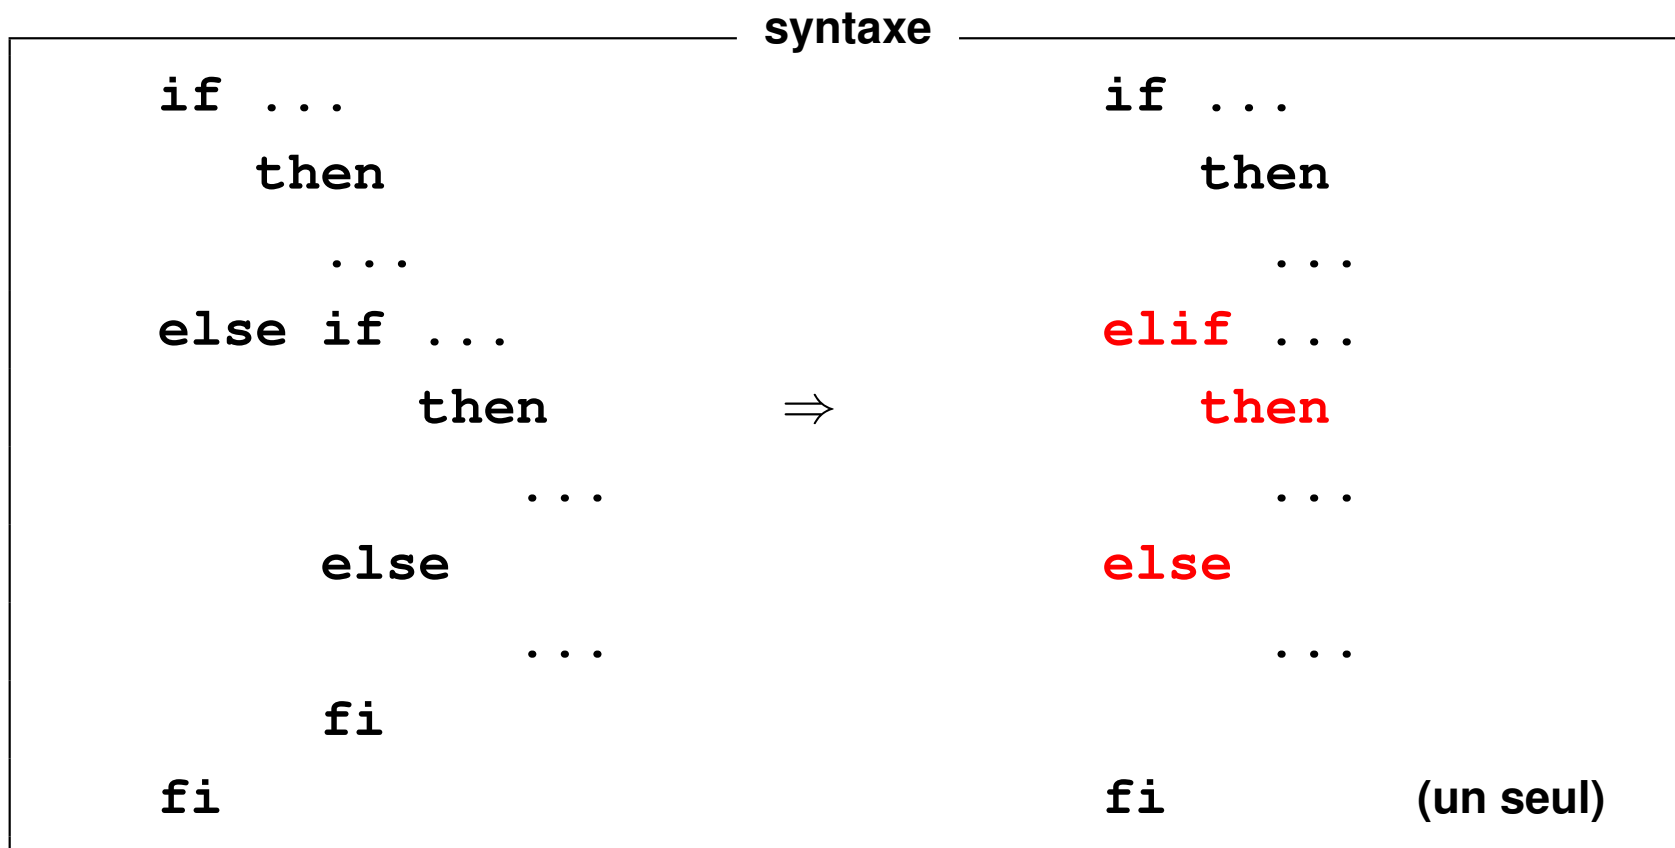 syntaxe
if ...
then
...
else if ...
then
...
else
...
fi
fi
⇒
if ...
then
...
elif ...
then
...
else
...
fi (un seul)